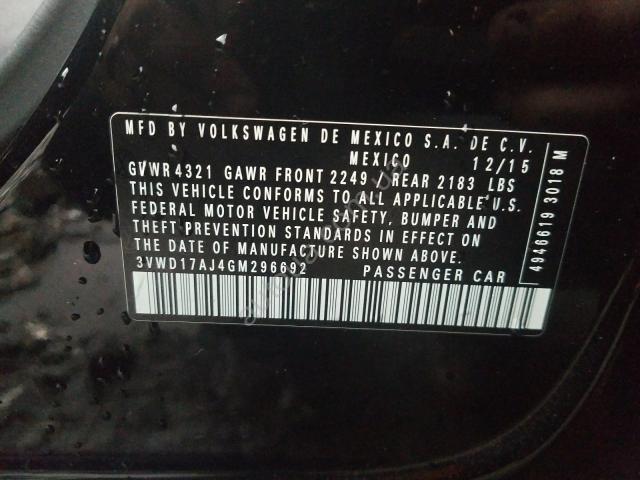 MFD BY VOLKSWAGEN DE MEXICO S.A. DE C.V.
MEXICO 12/15
GVWR 4321 GAWR FRONT 2249 REAR 2183 LBS
THIS VEHICLE CONFORMS TO ALL APPLICABLE U.S.
FEDERAL MOTOR VEHICLE SAFETY, BUMPER AND
THEFT PREVENTION STANDARDS IN EFFECT ON
THE DATE OF MANUFACTURE SHOWN ABOVE.
3VWD17AJ4GM296692 PASSENGER CAR
4946619 3018 M